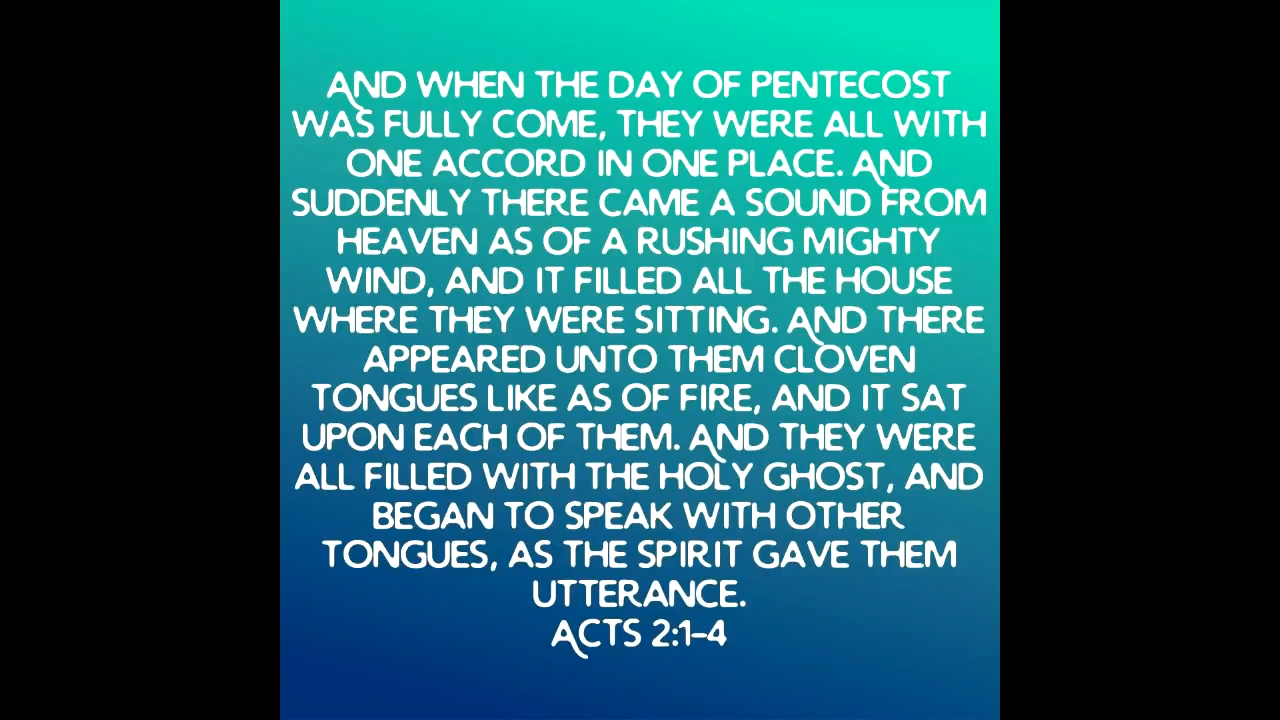 AND WHEN THE DAY OF PENTECOST
WAS FULLY COME, THEY WERE ALL WITH
ONE ACCORD IN ONE PLACE. AND
SUDDENLY THERE CAME A SOUND FROM
HEAVEN AS OF A RUSHING MIGHTY
WIND, AND IT FILLED ALL THE HOUSE
WHERE THEY WERE SITTING. AND THERE
APPEARED UNTO THEM CLOVEN
TONGUES LIKE AS OF FIRE, AND IT SAT
UPON EACH OF THEM. AND THEY WERE
ALL FILLED WITH THE HOLY GHOST, AND
BEGAN TO SPEAK WITH OTHER
TONGUES, AS THE SPIRIT GAVE THEM
UTTERANCE.
ACTS 2:1-4